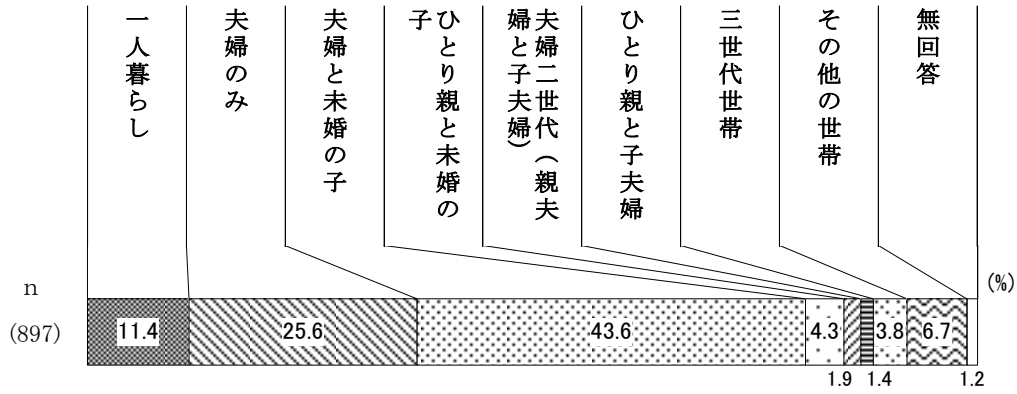 一人暮らし
夫婦のみ
夫婦と未婚の子
ひとり親と未婚の
子
夫婦二世代（親夫
婦と子夫婦）
ひとり親と子夫婦
三世代世帯
その他の世帯
無回答
(%)
n
(897)
11.4
25.6
43.6
4.3
1.9
1.4
3.8
6.7
1.2